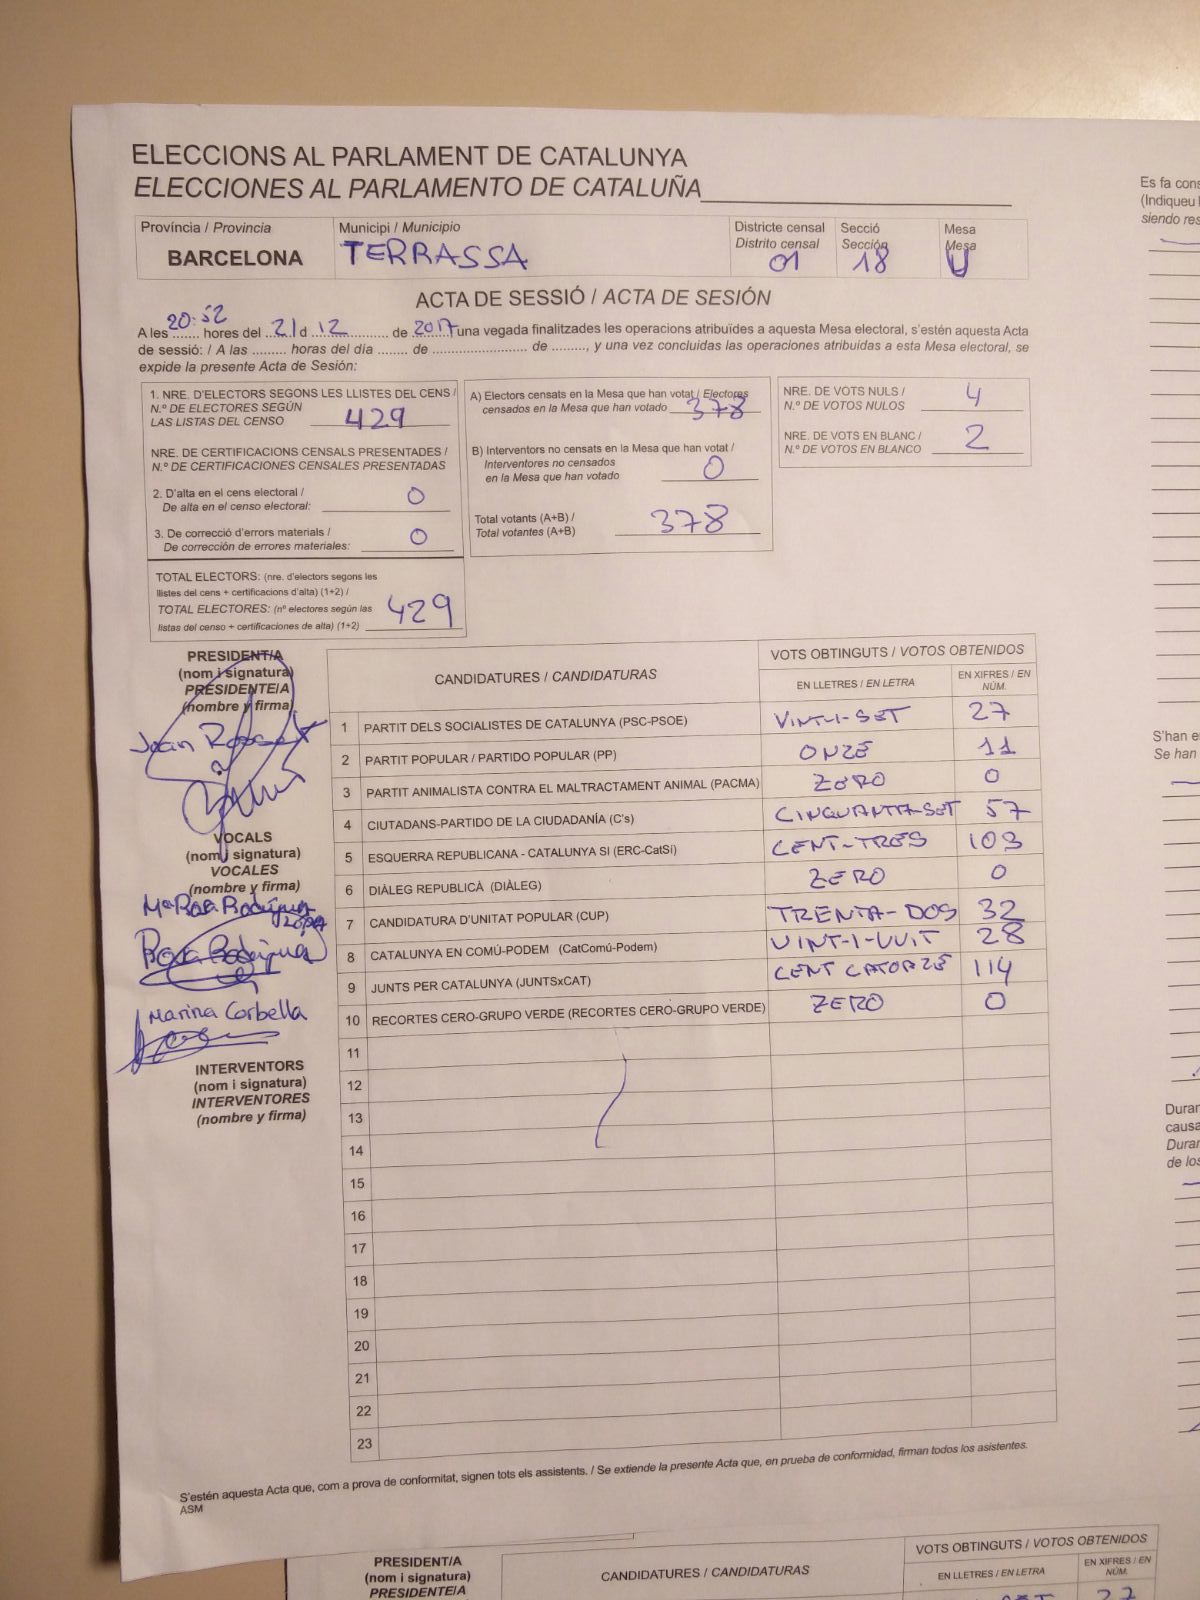 ELECCIONS AL PARLAMENT DE CATALUNYA
ELECCIONES AL PARLAMENTO DE CATALUÑA
Província / Provincia
BARCELONA
Municipi / Municipio
TERRASSA
Districte censal
Distrito censal
01
Secció
Sección
18
Mesa
Mesa
U
ACTA DE SESSIÓ / ACTA DE SESIÓN
A les 20:52 hores del 21 d 12 de 2017 una vegada finalitzades les operacions atribuïdes a aquesta Mesa electoral, s'estén aquesta Acta
de sessió: / A las ......... horas del día ....... de ....................... de ........., y una vez concluidas las operaciones atribuidas a esta Mesa electoral, se
expide la presente Acta de Sesión:
1. NRE. D'ELECTORS SEGONS LES LLISTES DEL CENS /
N.º DE ELECTORES SEGÚN
LAS LISTAS DEL CENSO 429
NRE. DE CERTIFICACIONS CENSALS PRESENTADES /
N.º DE CERTIFICACIONES CENSALES PRESENTADAS
2. D'alta en el cens electoral /
De alta en el censo electoral: 0
3. De correcció d'errors materials /
De corrección de errores materiales: 0
TOTAL ELECTORS: (nre. d'electors segons les
llistes del cens + certificacions d'alta) (1+2) /
TOTAL ELECTORES: (nº electores según las
listas del censo + certificaciones de alta) (1+2) 429
A) Electors censats en la Mesa que han votat / Electores
censados en la Mesa que han votado 378
B) Interventors no censats en la Mesa que han votat /
Interventores no censados
en la Mesa que han votado 0
Total votants (A+B) /
Total votantes (A+B) 378
NRE. DE VOTS NULS /
N.º DE VOTOS NULOS 4
NRE. DE VOTS EN BLANC /
N.º DE VOTOS EN BLANCO 2
PRESIDENT/A
(nom i signatura)
PRESIDENTE/A
(nombre y firma)
Joan
VOCALS
(nom i signatura)
VOCALES
(nombre y firma)
Mª Rosa Rodríguez
López
Rosa Rodríguez
Marina Corbella
INTERVENTORS
(nom i signatura)
INTERVENTORES
(nombre y firma)
CANDIDATURES / CANDIDATURAS
VOTS OBTINGUTS / VOTOS OBTENIDOS
EN LLETRES / EN LETRA
EN XIFRES / EN
NÚM.
1 PARTIT DELS SOCIALISTES DE CATALUNYA (PSC-PSOE) VINT-I-SET 27
2 PARTIT POPULAR / PARTIDO POPULAR (PP) ONZE 11
3 PARTIT ANIMALISTA CONTRA EL MALTRACTAMENT ANIMAL (PACMA) ZERO 0
4 CIUTADANS-PARTIDO DE LA CIUDADANÍA (C's) CINQUANTA-SET 57
5 ESQUERRA REPUBLICANA - CATALUNYA SI (ERC-CatSí) CENT-TRES 103
6 DIÀLEG REPUBLICÀ (DIÀLEG) ZERO 0
7 CANDIDATURA D'UNITAT POPULAR (CUP) TRENTA-DOS 32
8 CATALUNYA EN COMÚ-PODEM (CatComú-Podem) VINT-I-VUIT 28
9 JUNTS PER CATALUNYA (JUNTSxCAT) CENT CATORZE 114
10 RECORTES CERO-GRUPO VERDE (RECORTES CERO-GRUPO VERDE) ZERO 0
11
12
13
14
15
16
17
18
19
20
21
22
23
S'estén aquesta Acta que, com a prova de conformitat, signen tots els assistents. / Se extiende la presente Acta que, en prueba de conformidad, firman todos los asistentes.
ASM
Es fa cons
(Indiqueu l
siendo res
S'han e
Se han
Duran
causa
Duran
de los
PRESIDENT/A
(nom i signatura)
PRESIDENTE/A
CANDIDATURES / CANDIDATURAS
VOTS OBTINGUTS / VOTOS OBTENIDOS
EN LLETRES / EN LETRA
EN XIFRES / EN
NÚM.
27